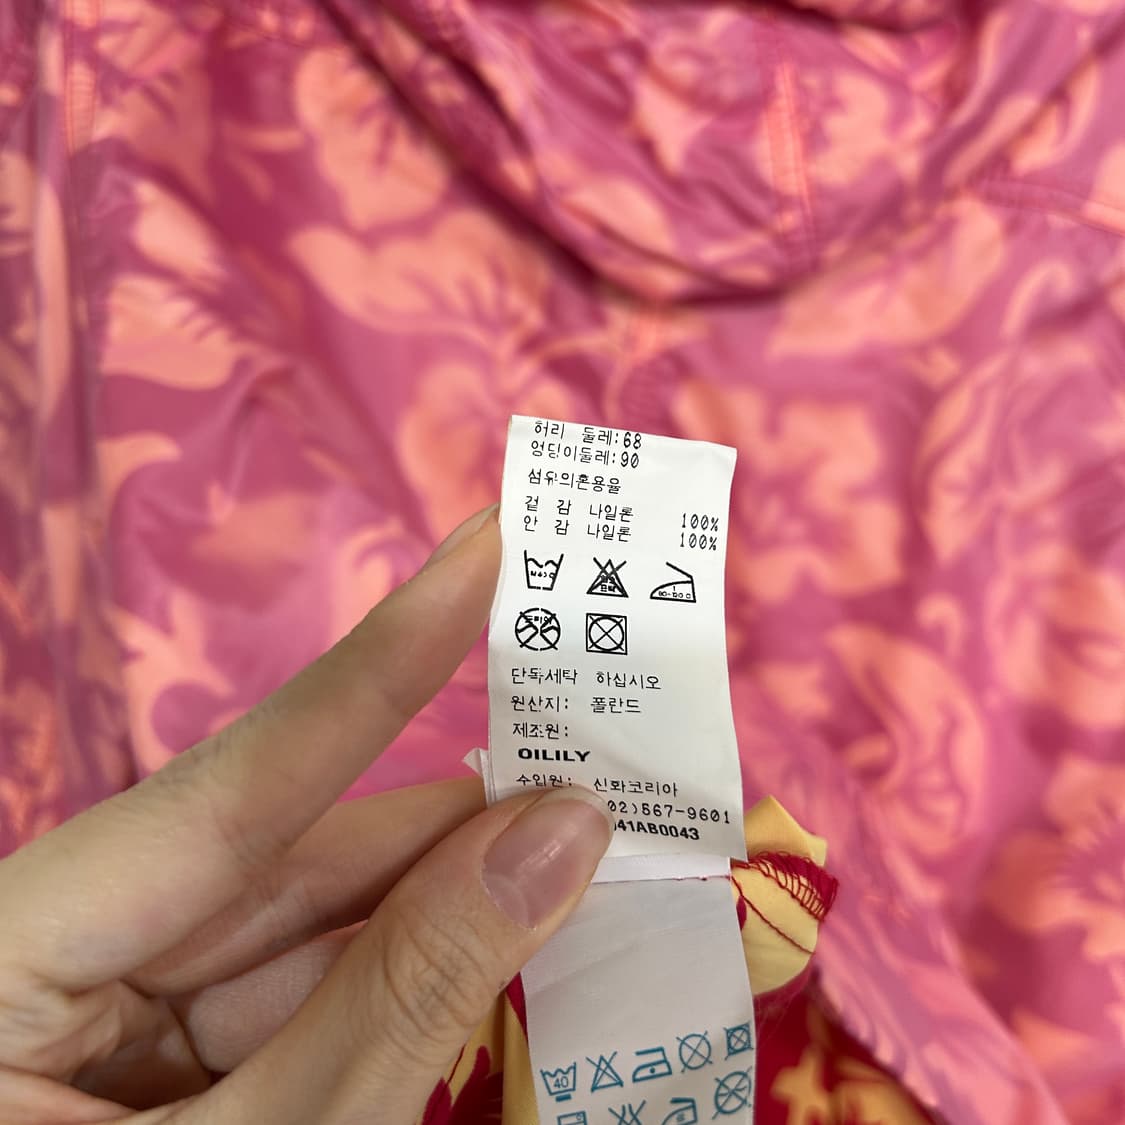 허리 둘레:68
엉덩이둘레:90
섬유의혼용율
겉 감 나일론 100%
안 감 나일론 100%
단독세탁 하십시오
원산지: 폴란드
제조원:
OILILY
수입원: 신화코리아
02)567-9601
41AB0043
40